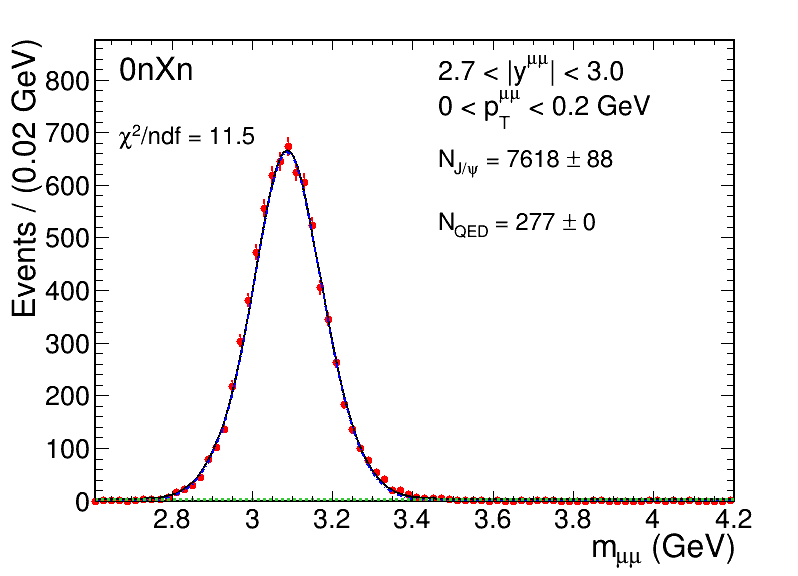 0nXn
2.7 < |y^μμ| < 3.0
0 < p_T^μμ < 0.2 GeV
χ²/ndf = 11.5
N_J/ψ = 7618 ± 88
N_QED = 277 ± 0
Events / (0.02 GeV)
800
700
600
500
400
300
200
100
0
2.8 3 3.2 3.4 3.6 3.8 4 4.2
m_μμ (GeV)